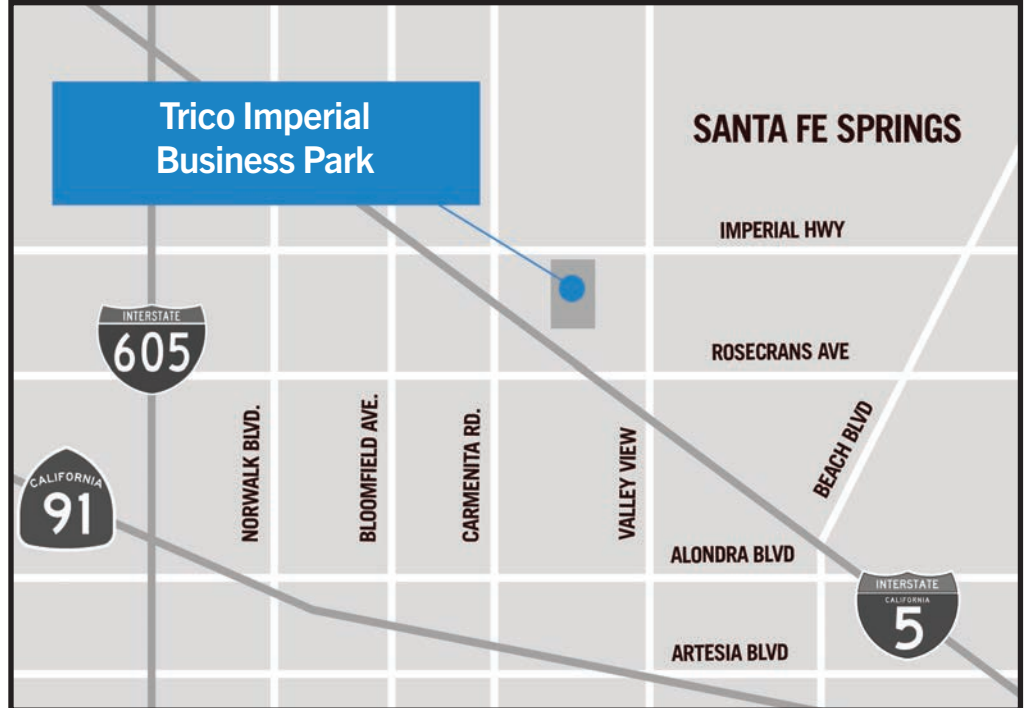 Trico Imperial
Business Park
SANTA FE SPRINGS
IMPERIAL HWY
INTERSTATE
605
ROSECRANS AVE
NORWALK BLVD.
BLOOMFIELD AVE.
CARMENITA RD.
VALLEY VIEW
BEACH BLVD
CALIFORNIA
91
ALONDRA BLVD
INTERSTATE
CALIFORNIA
5
ARTESIA BLVD